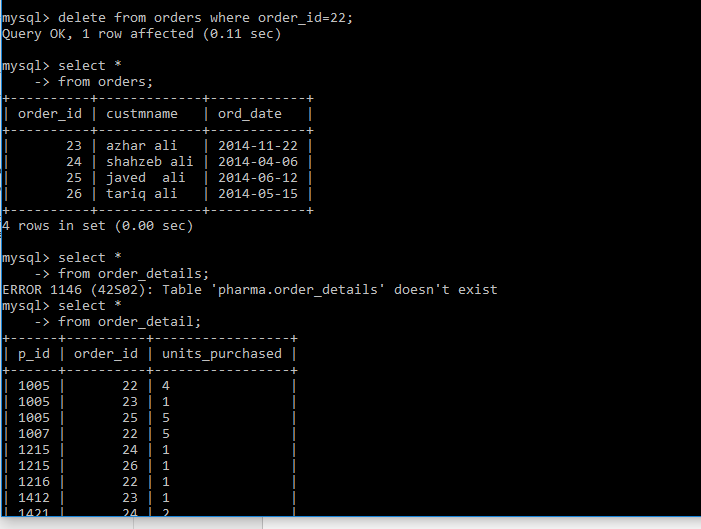 mysql> delete from orders where order_id=22;
Query OK, 1 row affected (0.11 sec)
mysql> select *
    -> from orders;
+----------+-------------+------------+
| order_id | custmname   | ord_date   |
+----------+-------------+------------+
|       23 | azhar ali   | 2014-11-22 |
|       24 | shahzeb ali | 2014-04-06 |
|       25 | javed  ali  | 2014-06-12 |
|       26 | tariq ali   | 2014-05-15 |
+----------+-------------+------------+
4 rows in set (0.00 sec)
mysql> select *
    -> from order_details;
ERROR 1146 (42S02): Table 'pharma.order_details' doesn't exist
mysql> select *
    -> from order_detail;
+------+----------+-----------------+
| p_id | order_id | units_purchased |
+------+----------+-----------------+
| 1005 |       22 | 4               |
| 1005 |       23 | 1               |
| 1005 |       25 | 5               |
| 1007 |       22 | 5               |
| 1215 |       24 | 1               |
| 1215 |       26 | 1               |
| 1216 |       22 | 1               |
| 1412 |       23 | 1               |
| 1421 |       24 | 2               |